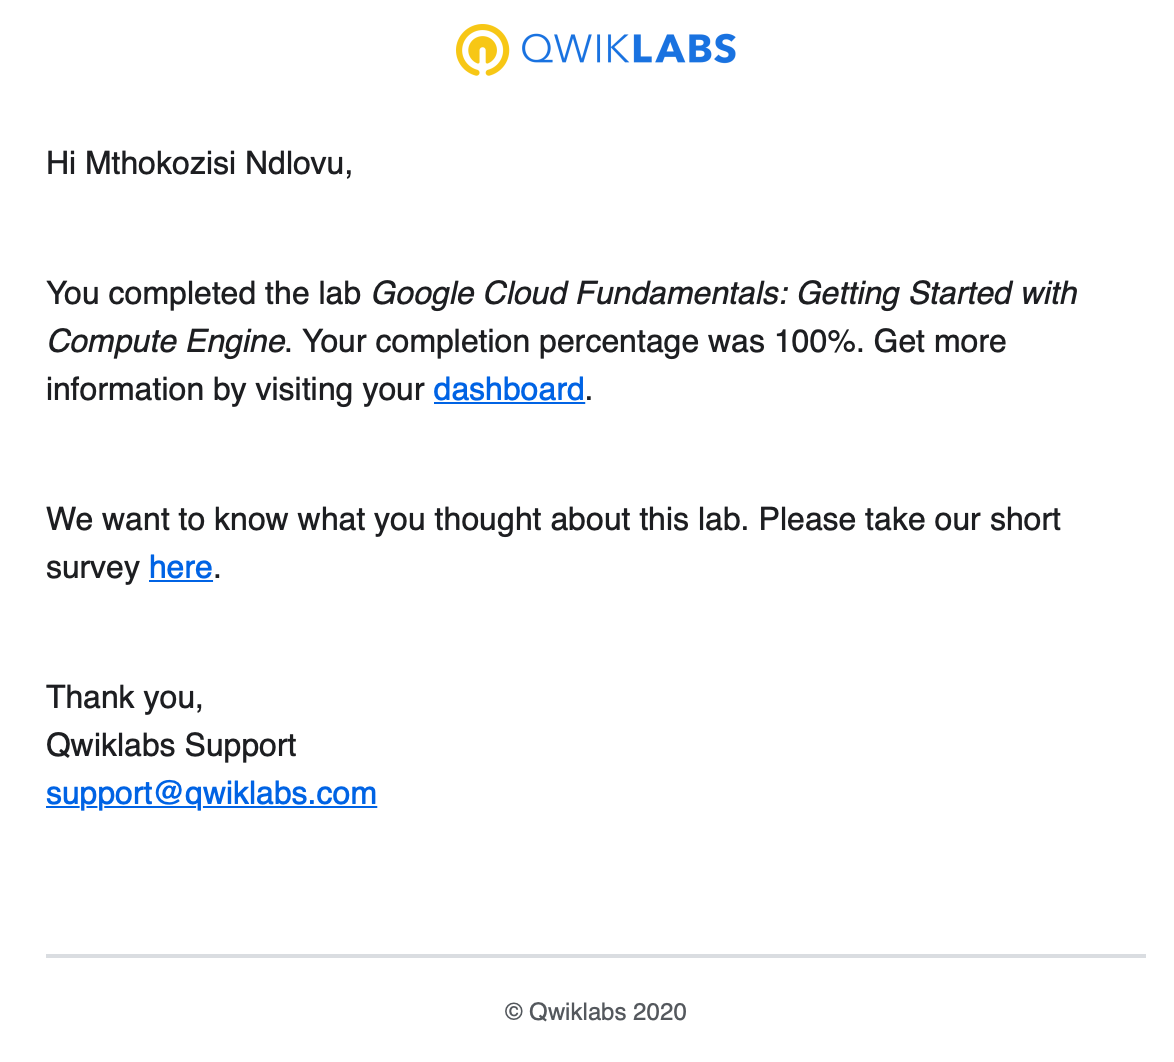 QWIKLABS
Hi Mthokozisi Ndlovu,
You completed the lab Google Cloud Fundamentals: Getting Started with
Compute Engine. Your completion percentage was 100%. Get more
information by visiting your dashboard.
We want to know what you thought about this lab. Please take our short
survey here.
Thank you,
Qwiklabs Support
support@qwiklabs.com
© Qwiklabs 2020